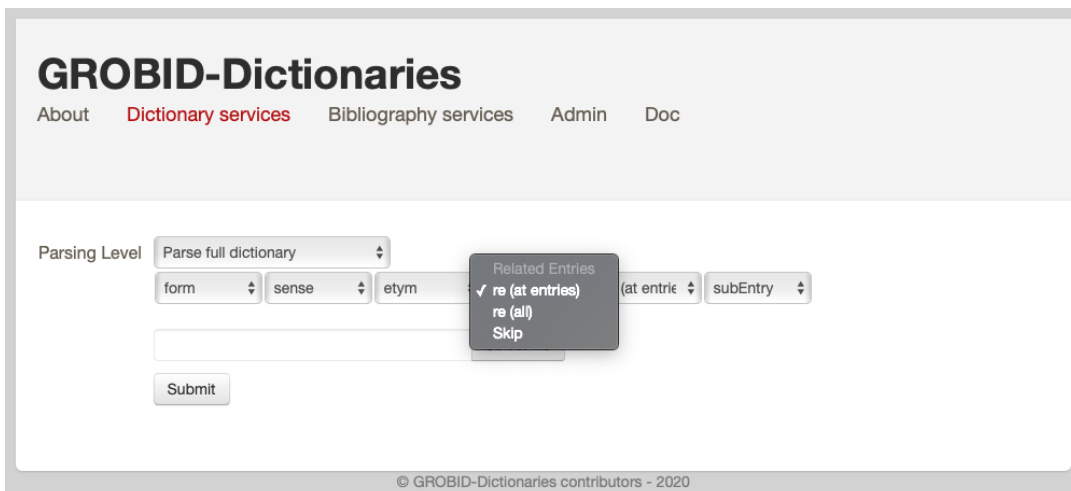 GROBID-Dictionaries
About Dictionary services Bibliography services Admin Doc
Parsing Level Parse full dictionary
Related Entries
form sense etym ✓ re (at entries) (at entrie subEntry
re (all)
Skip
Submit
© GROBID-Dictionaries contributors - 2020